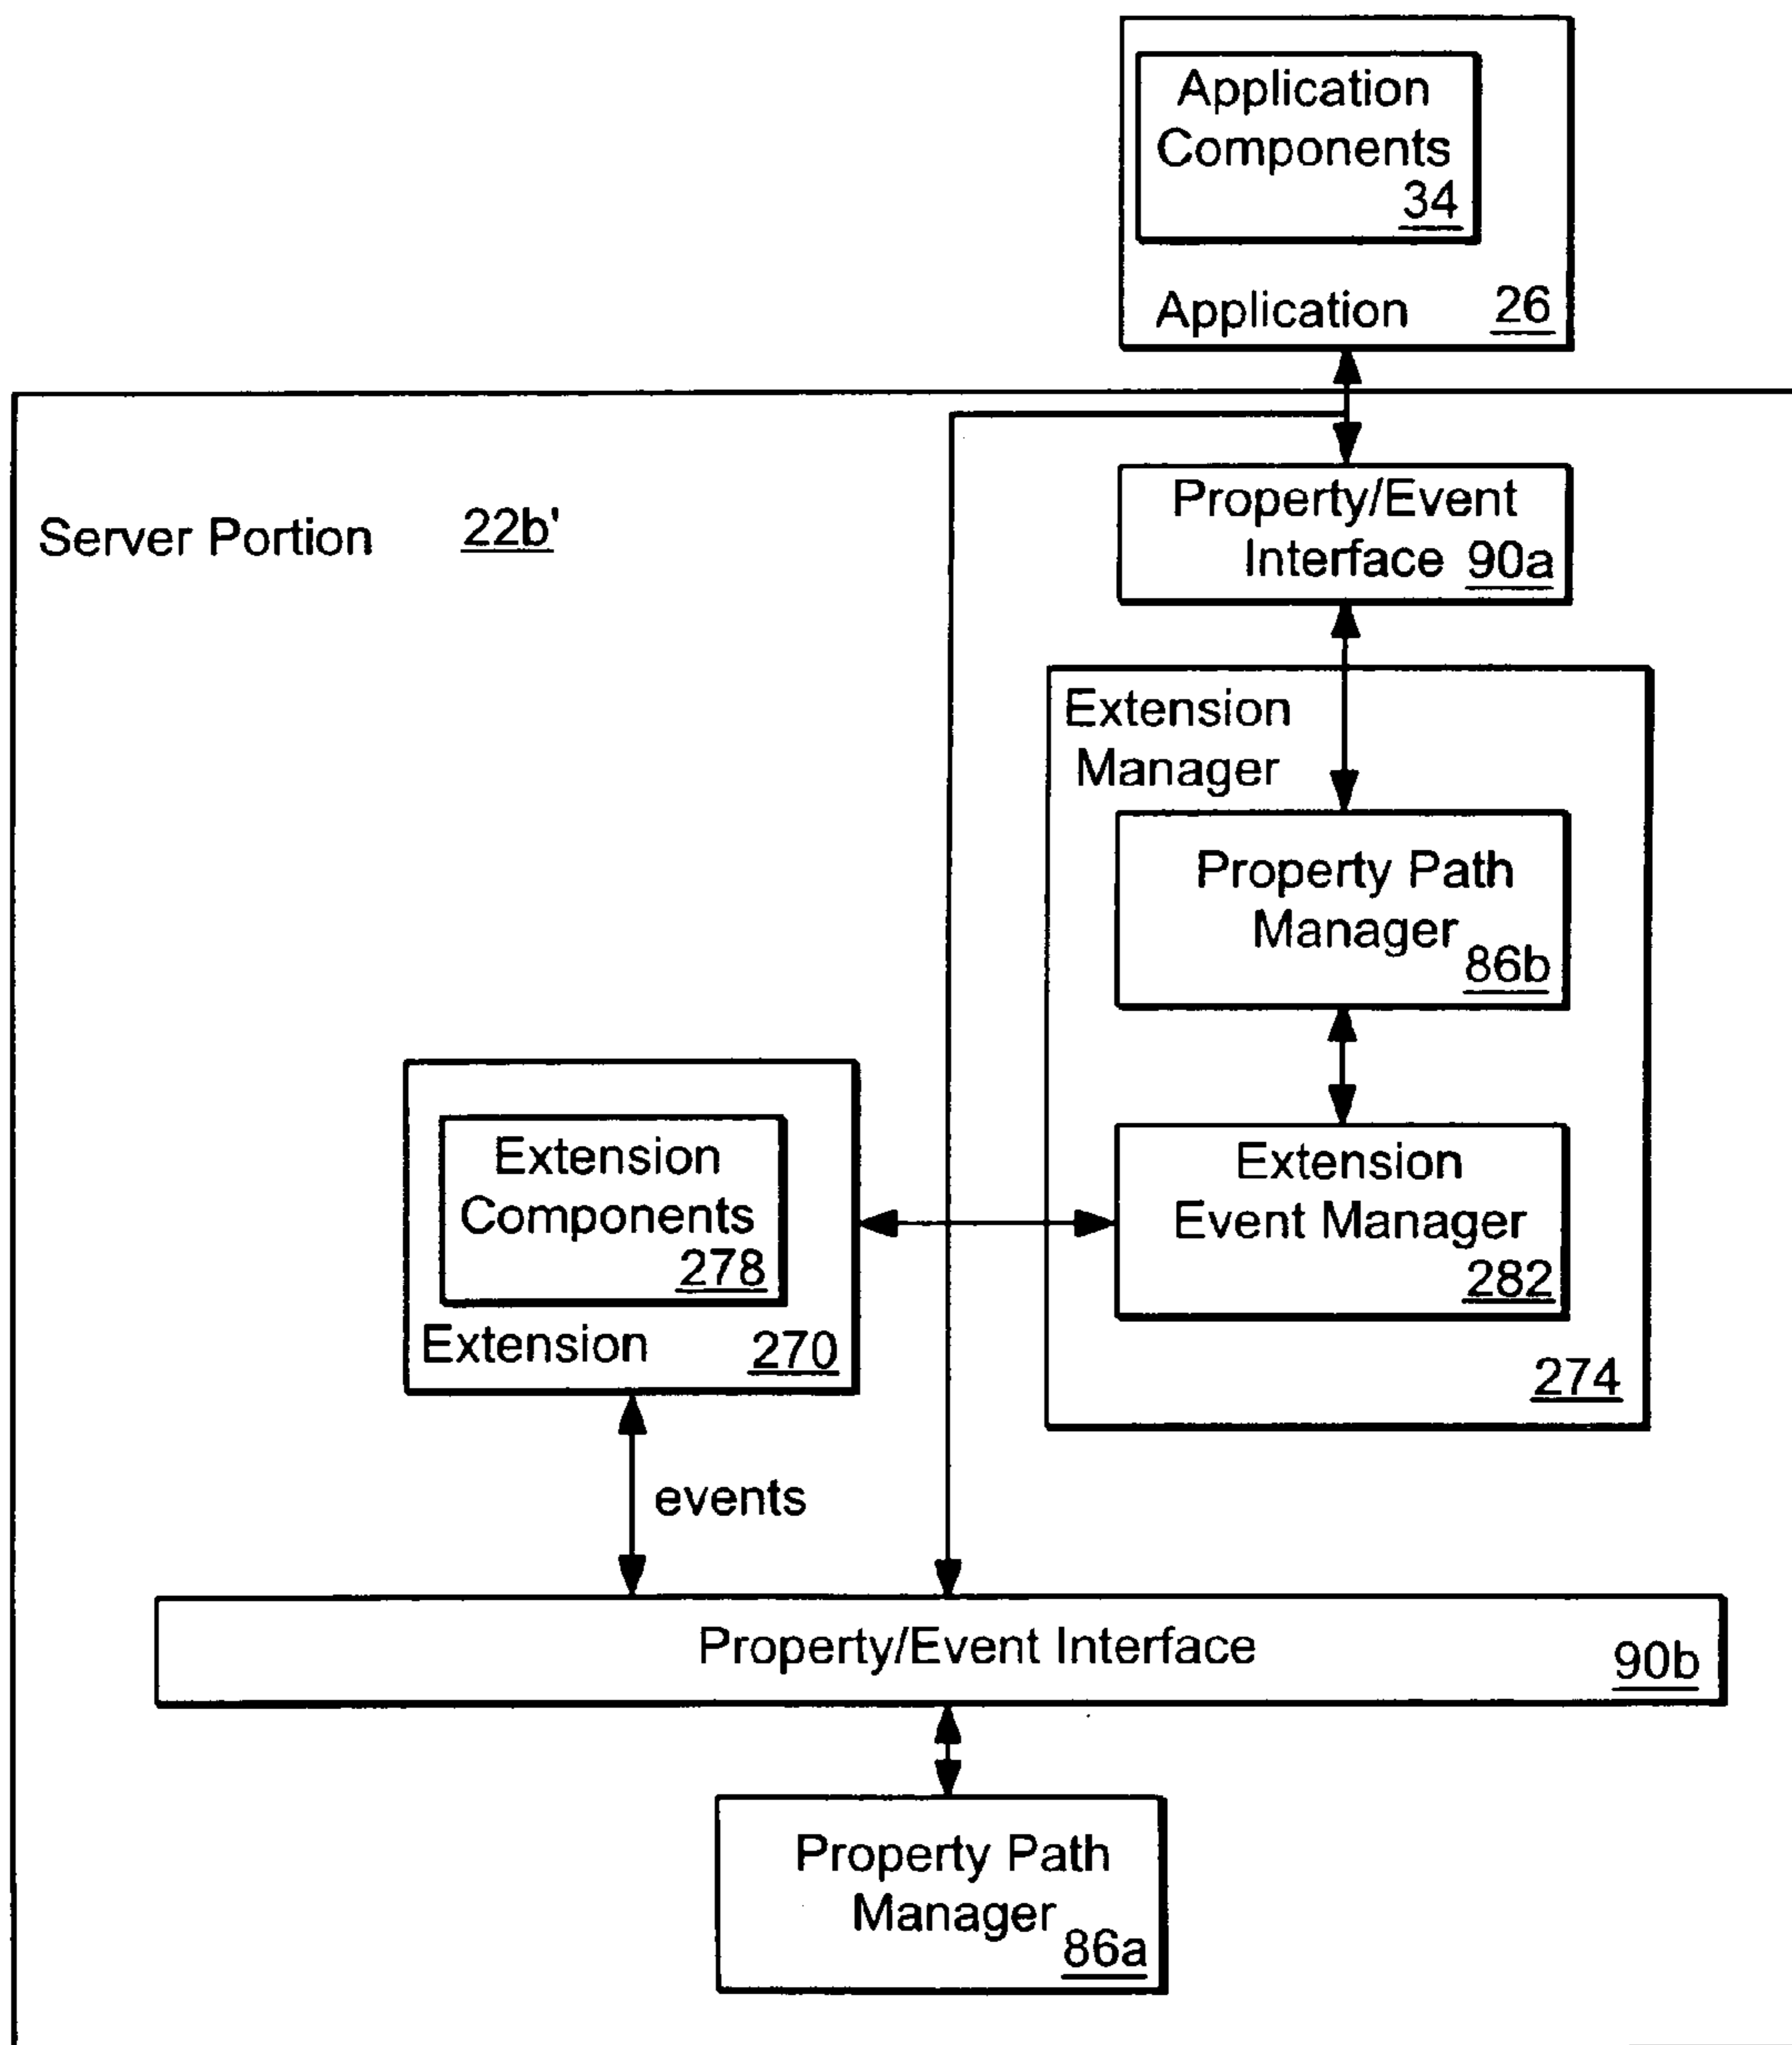 Application
Components
34
Application 26
Server Portion 22b'
Property/Event
Interface 90a
Extension
Manager
Property Path
Manager
86b
Extension
Components
278
Extension 270
Extension
Event Manager
282
274
events
Property/Event Interface 90b
Property Path
Manager
86a